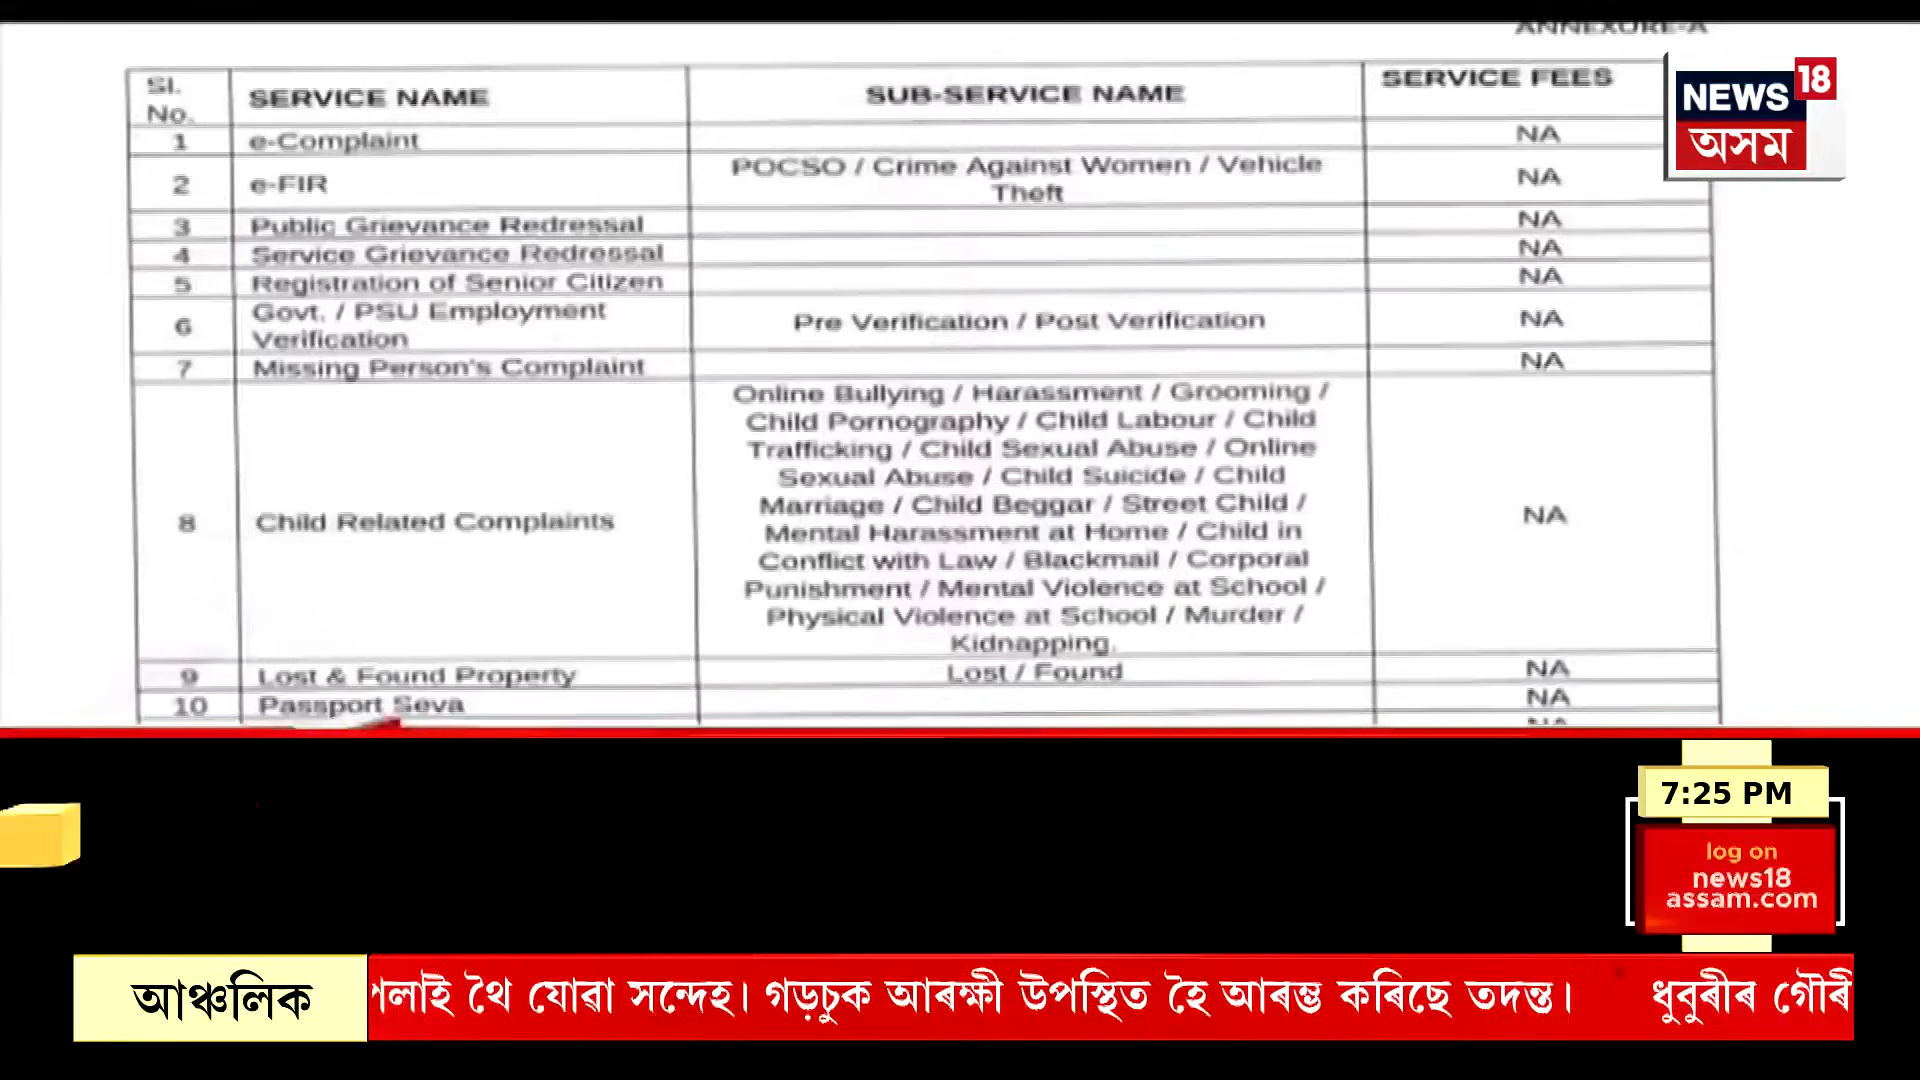 ANNEXURE-A
Sl. No.
SERVICE NAME
SUB-SERVICE NAME
SERVICE FEES
1
e-Complaint
NA
2
e-FIR
POCSO / Crime Against Women / Vehicle
Theft
NA
3
Public Grievance Redressal
NA
4
Service Grievance Redressal
NA
5
Registration of Senior Citizen
NA
6
Govt. / PSU Employment
Verification
Pre Verification / Post Verification
NA
7
Missing Person's Complaint
NA
8
Child Related Complaints
Online Bullying / Harassment / Grooming /
Child Pornography / Child Labour / Child
Trafficking / Child Sexual Abuse / Online
Sexual Abuse / Child Suicide / Child
Marriage / Child Beggar / Street Child /
Mental Harassment at Home / Child in
Conflict with Law / Blackmail / Corporal
Punishment / Mental Violence at School /
Physical Violence at School / Murder /
Kidnapping.
NA
9
Lost & Found Property
Lost / Found
NA
10
Passport Seva
NA
NA
NEWS 18
অসম
7:25 PM
log on
news18
assam.com
আঞ্চলিক
থৈ যোৱা সন্দেহ। গড়চুক আৰক্ষী উপস্থিত হৈ আৰম্ভ কৰিছে তদন্ত। ধুবুৰীৰ গৌৰী